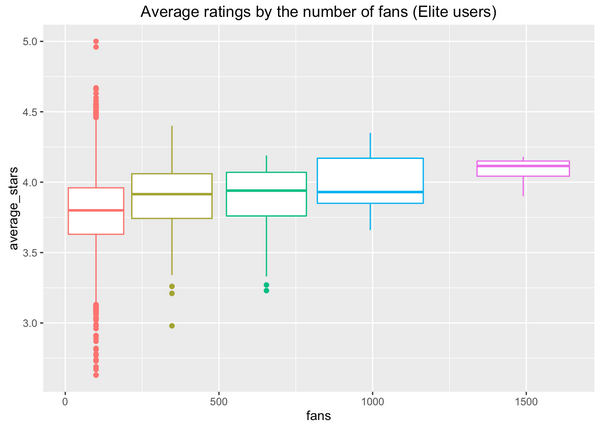 Average ratings by the number of fans (Elite users)
5.0
4.5
4.0
3.5
3.0
average_stars
0 500 1000 1500
fans